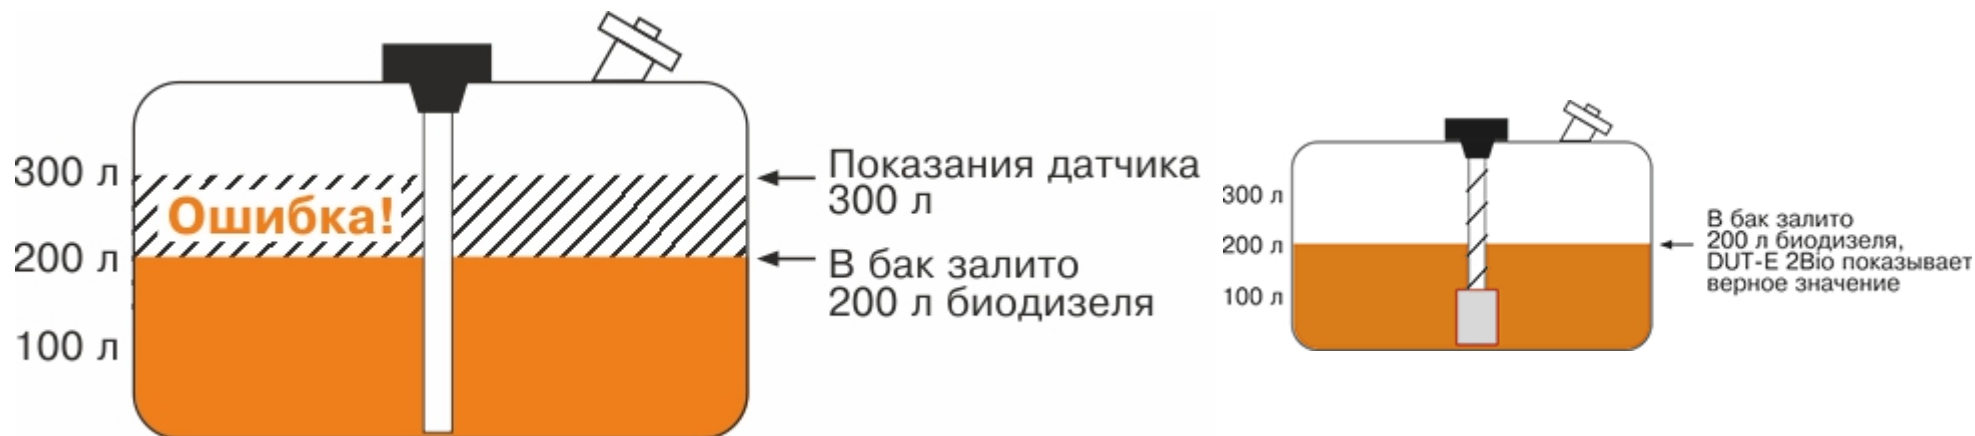 300 л
Ошибка!
200 л
100 л
Показания датчика
300 л
В бак залито
200 л биодизеля
300 л
200 л
100 л
В бак залито
200 л биодизеля,
DUT-E 2Bio показывает
верное значение